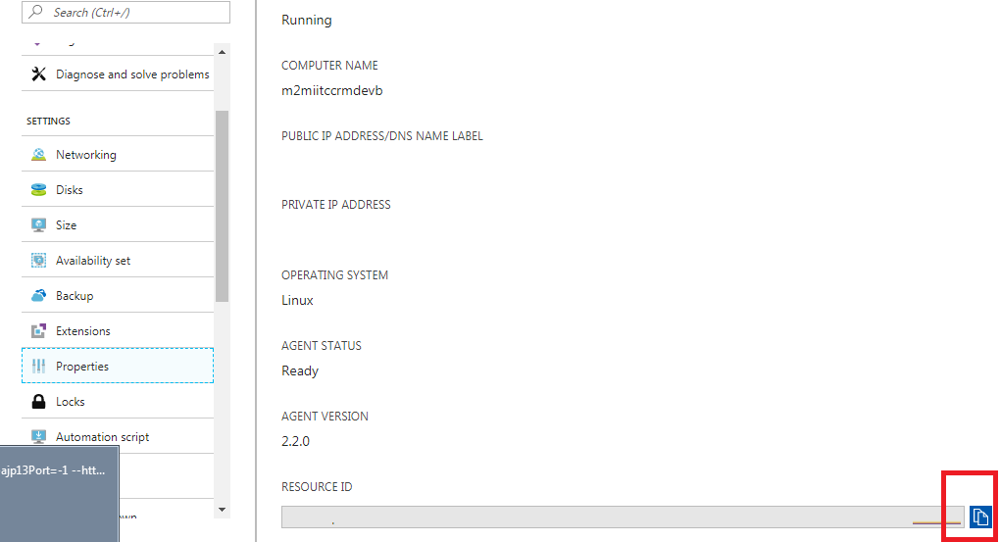 Search (Ctrl+/)
Diagnose and solve problems
SETTINGS
Networking
Disks
Size
Availability set
Backup
Extensions
Properties
Locks
Automation script
ajp13Port=-1 --htt...
Running
COMPUTER NAME
m2miitccrmdevb
PUBLIC IP ADDRESS/DNS NAME LABEL
PRIVATE IP ADDRESS
OPERATING SYSTEM
Linux
AGENT STATUS
Ready
AGENT VERSION
2.2.0
RESOURCE ID